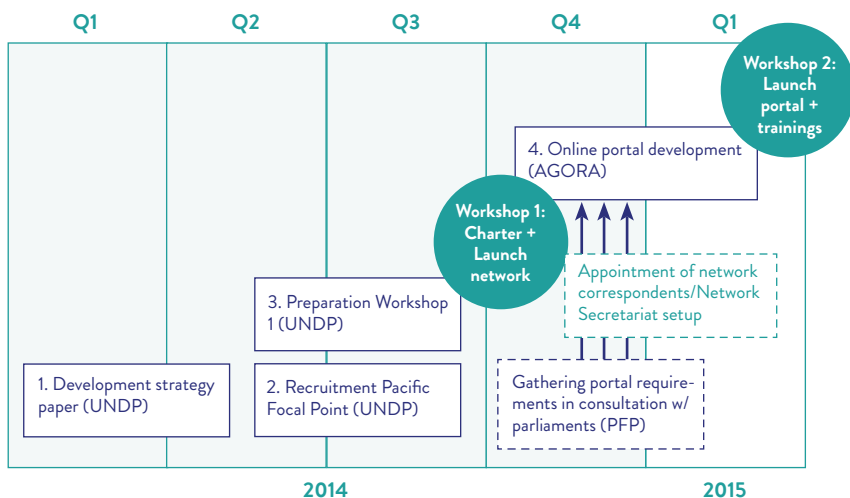 Q1
Q2
Q3
Q4
Q1
Workshop 2:
Launch
portal +
trainings
4. Online portal development
(AGORA)
Workshop 1:
Charter +
Launch
network
Appointment of network
correspondents/Network
Secretariat setup
3. Preparation Workshop
1 (UNDP)
1. Development strategy
paper (UNDP)
2. Recruitment Pacific
Focal Point (UNDP)
Gathering portal require-
ments in consultation w/
parliaments (PFP)
2014
2015